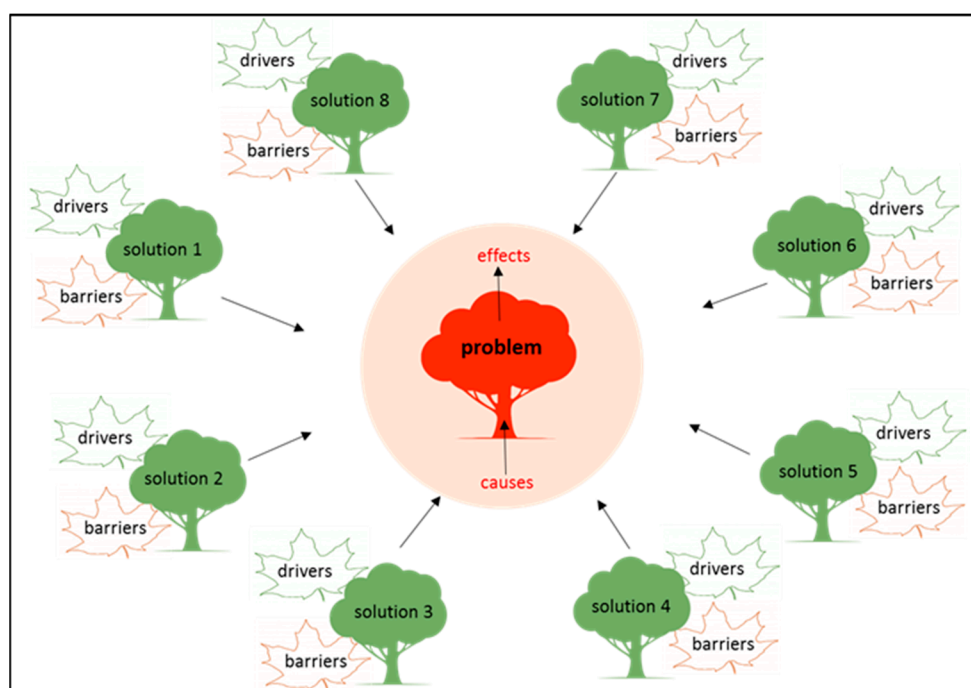 drivers
solution 8
barriers
drivers
solution 7
barriers
drivers
solution 1
barriers
drivers
solution 6
barriers
effects
problem
causes
drivers
solution 2
barriers
drivers
solution 5
barriers
drivers
solution 3
barriers
drivers
solution 4
barriers